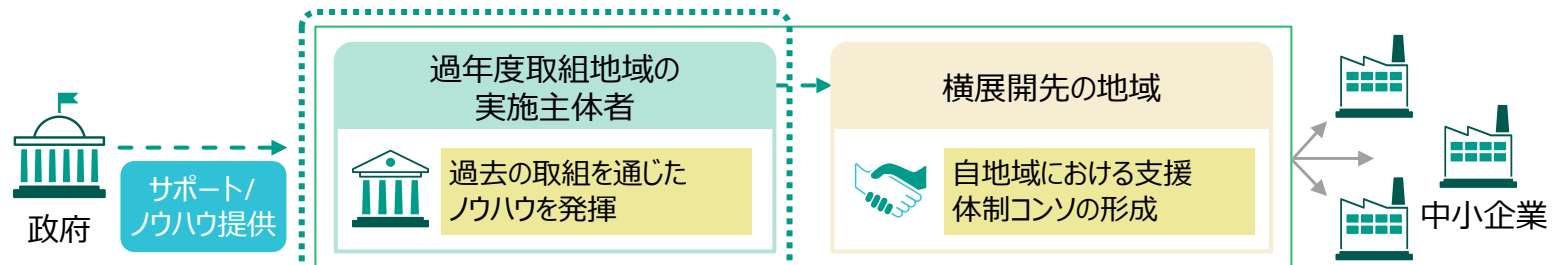 政府
サポート/
ノウハウ提供
過年度取組地域の
実施主体者
過去の取組を通じた
ノウハウを発揮
横展開先の地域
自地域における支援
体制コンソの形成
中小企業